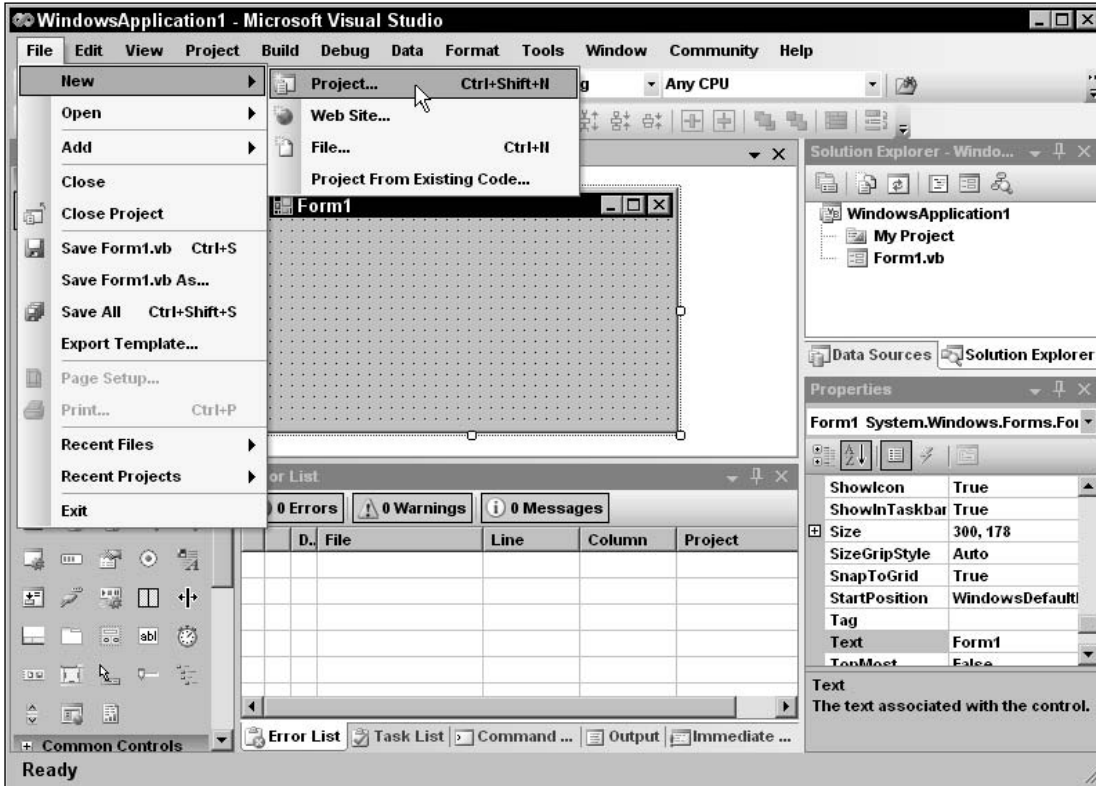 WindowsApplication1 - Microsoft Visual Studio
File Edit View Project Build Debug Data Format Tools Window Community Help
New
Project... Ctrl+Shift+N
Any CPU
Open
Web Site...
Add
File... Ctrl+N
Close
Project From Existing Code...
Close Project
Save Form1.vb Ctrl+S
Save Form1.vb As...
Save All Ctrl+Shift+S
Export Template...
Page Setup...
Print... Ctrl+P
Recent Files
Recent Projects
Exit
Form1
Solution Explorer - Windo...
WindowsApplication1
My Project
Form1.vb
Data Sources Solution Explorer
Properties
Form1 System.Windows.Forms.For
ShowIcon True
ShowInTaskbar True
Size 300, 178
SizeGripStyle Auto
SnapToGrid True
StartPosition WindowsDefaultl
Tag
Text Form1
TopMost False
Text
The text associated with the control.
List
0 Errors 0 Warnings 0 Messages
D.. File Line Column Project
Error List Task List Command ... Output Immediate ...
abl
Common Controls
Ready